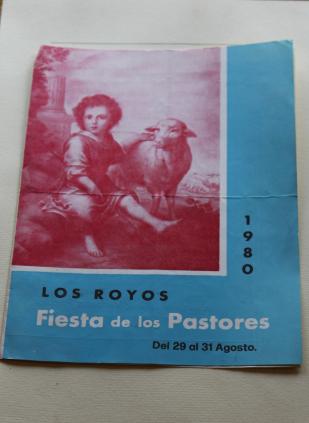 1980
LOS ROYOS
Fiesta de los Pastores
Del 29 al 31 Agosto.